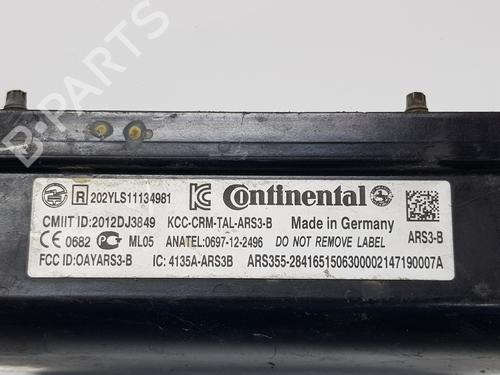 B-PARTS
R 202YLS11134981 Continental
CMIIT ID:2012DJ3849 KCC-CRM-TAL-ARS3-B Made in Germany
CE 0682 ML05 ANATEL:0697-12-2496 DO NOT REMOVE LABEL ARS3-B
FCC ID:OAYARS3-B IC: 4135A-ARS3B ARS355-2841651506300002147190007A